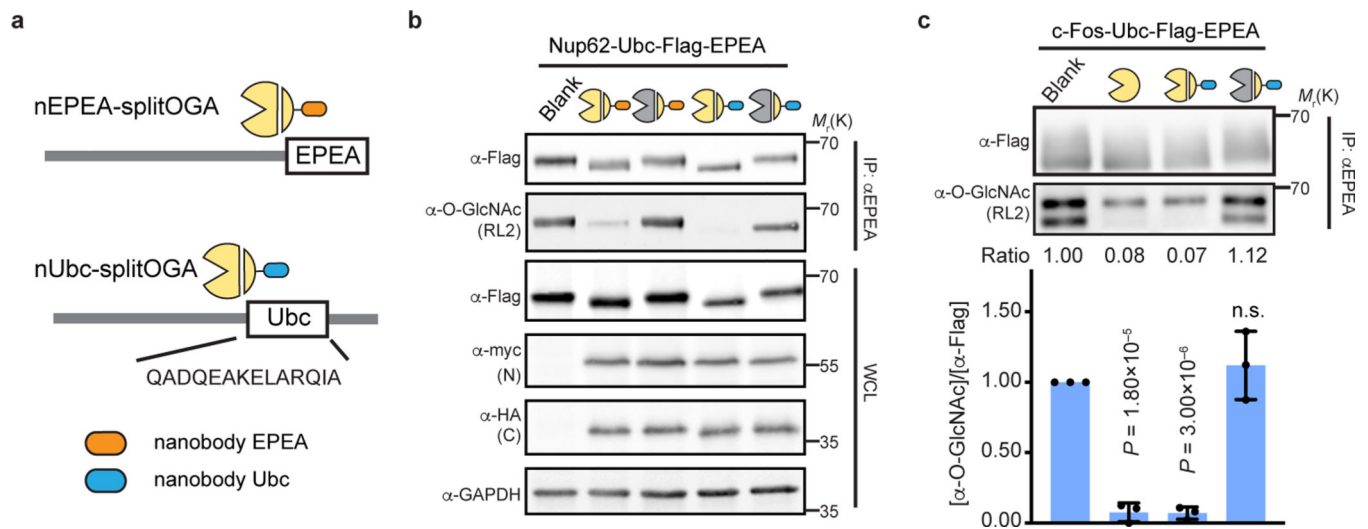 a
nEPEA-splitOGA
EPEA
nUbc-splitOGA
Ubc
QADQEAKELARQIA
nanobody EPEA
nanobody Ubc
b
Nup62-Ubc-Flag-EPEA
Blank
Mr(K)
α-Flag
70
α-O-GlcNAc
(RL2)
70
IP: αEPEA
α-Flag
70
α-myc
(N)
55
α-HA
(C)
35
α-GAPDH
35
WCL
c
c-Fos-Ubc-Flag-EPEA
Blank
Mr(K)
α-Flag
70
α-O-GlcNAc
(RL2)
70
IP: αEPEA
Ratio 1.00 0.08 0.07 1.12
[α-O-GlcNAc]/[α-Flag]
1.50
1.00
0.50
0.00
P = 1.80×10⁻⁵
P = 3.00×10⁻⁶
n.s.